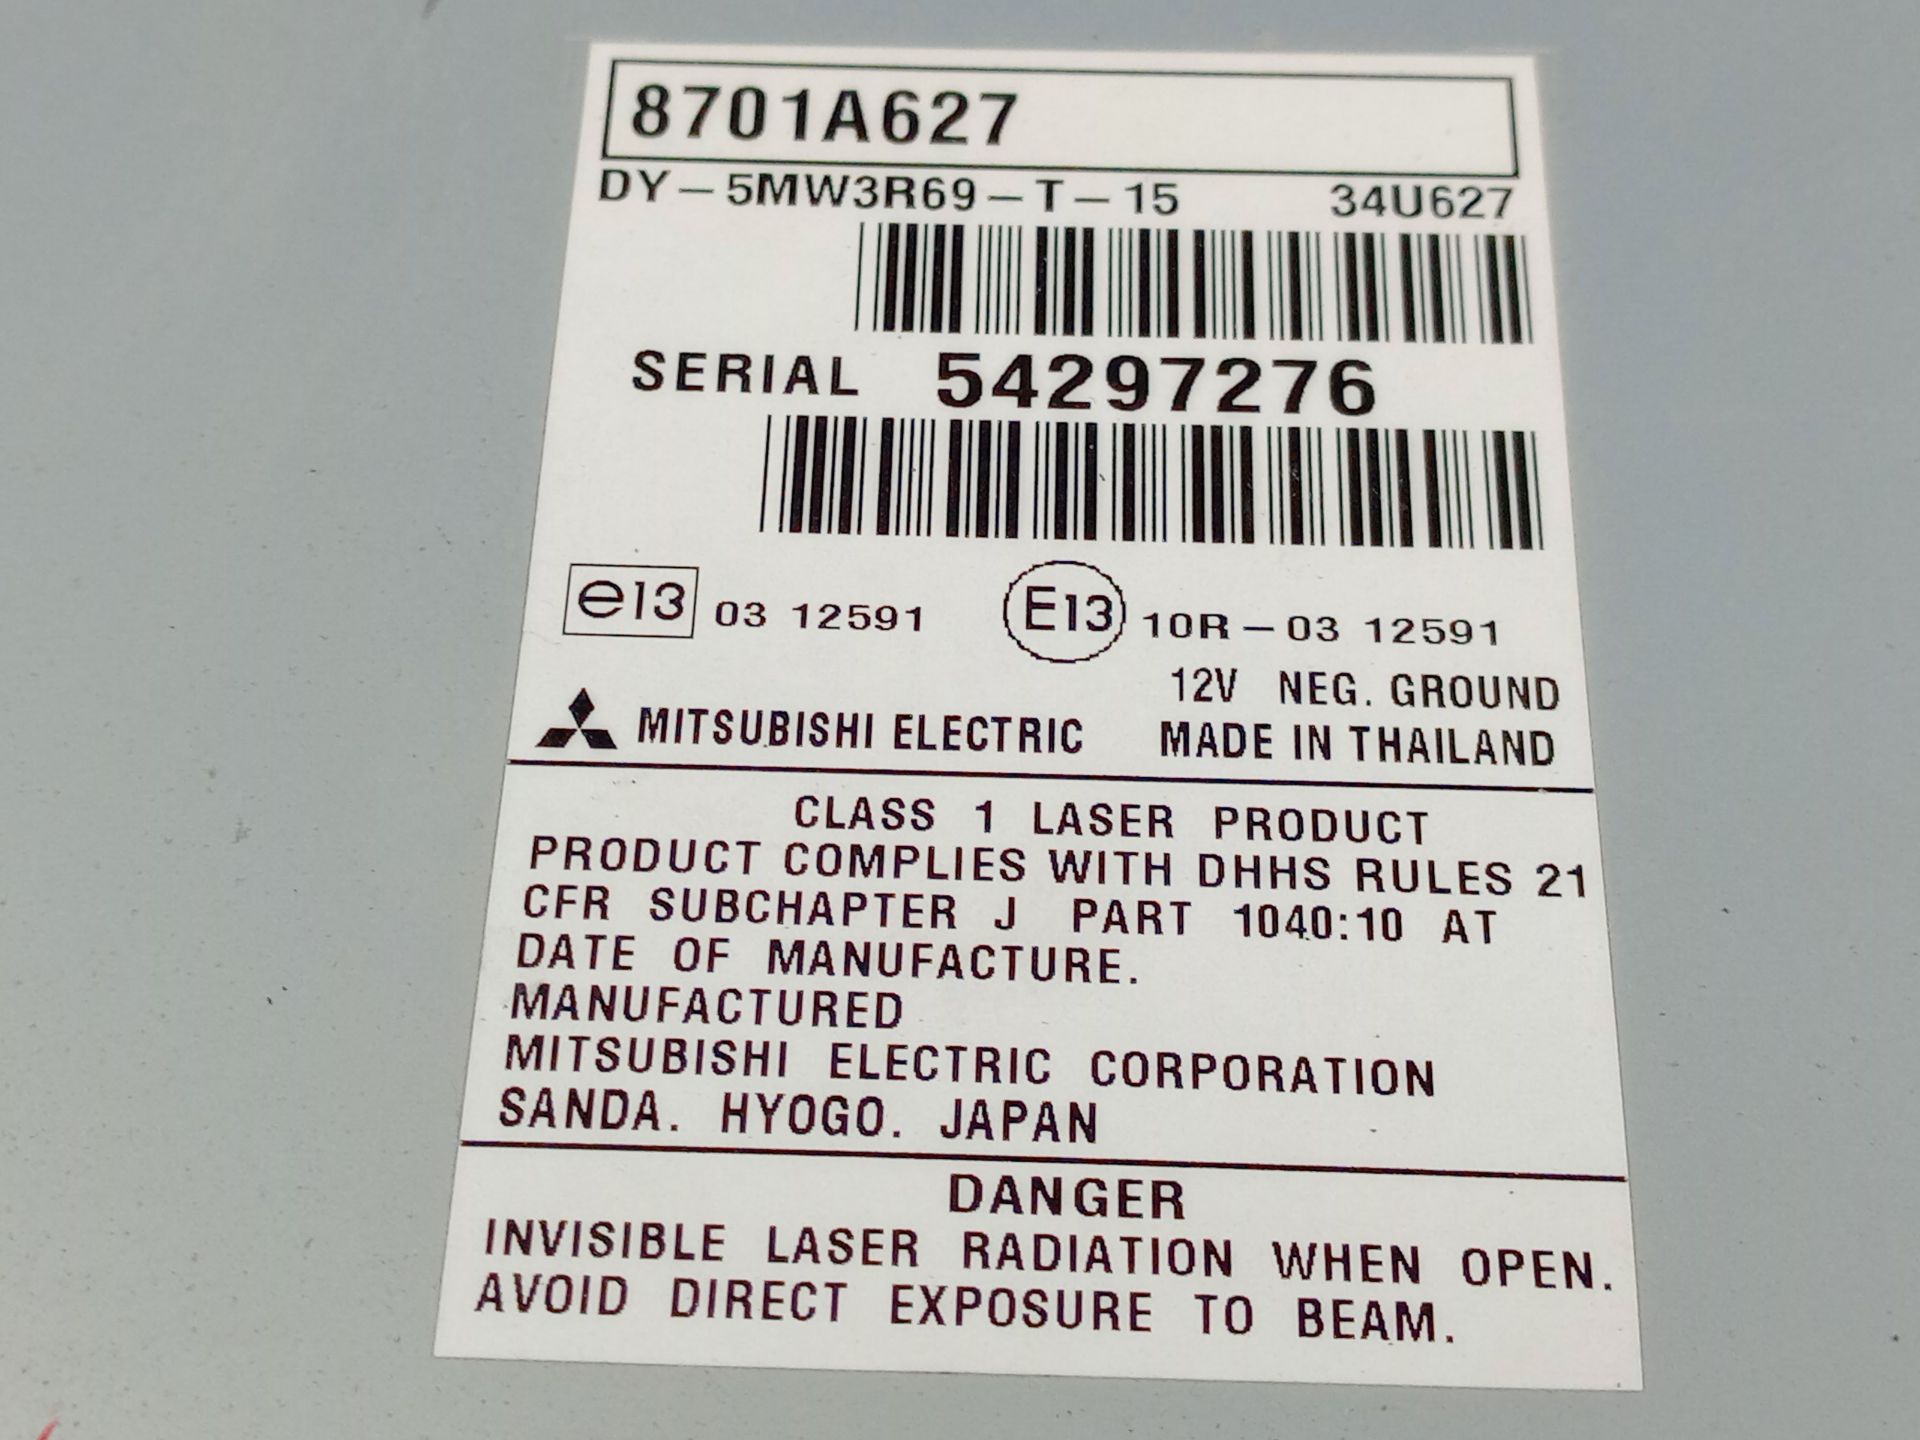 8701A627
DY-5MW3R69-T-15 34U627
SERIAL 54297276
e13 03 12591 E13 10R-03 12591
12V NEG. GROUND
MITSUBISHI ELECTRIC MADE IN THAILAND
CLASS 1 LASER PRODUCT
PRODUCT COMPLIES WITH DHHS RULES 21
CFR SUBCHAPTER J PART 1040:10 AT
DATE OF MANUFACTURE.
MANUFACTURED
MITSUBISHI ELECTRIC CORPORATION
SANDA. HYOGO. JAPAN
DANGER
INVISIBLE LASER RADIATION WHEN OPEN.
AVOID DIRECT EXPOSURE TO BEAM.